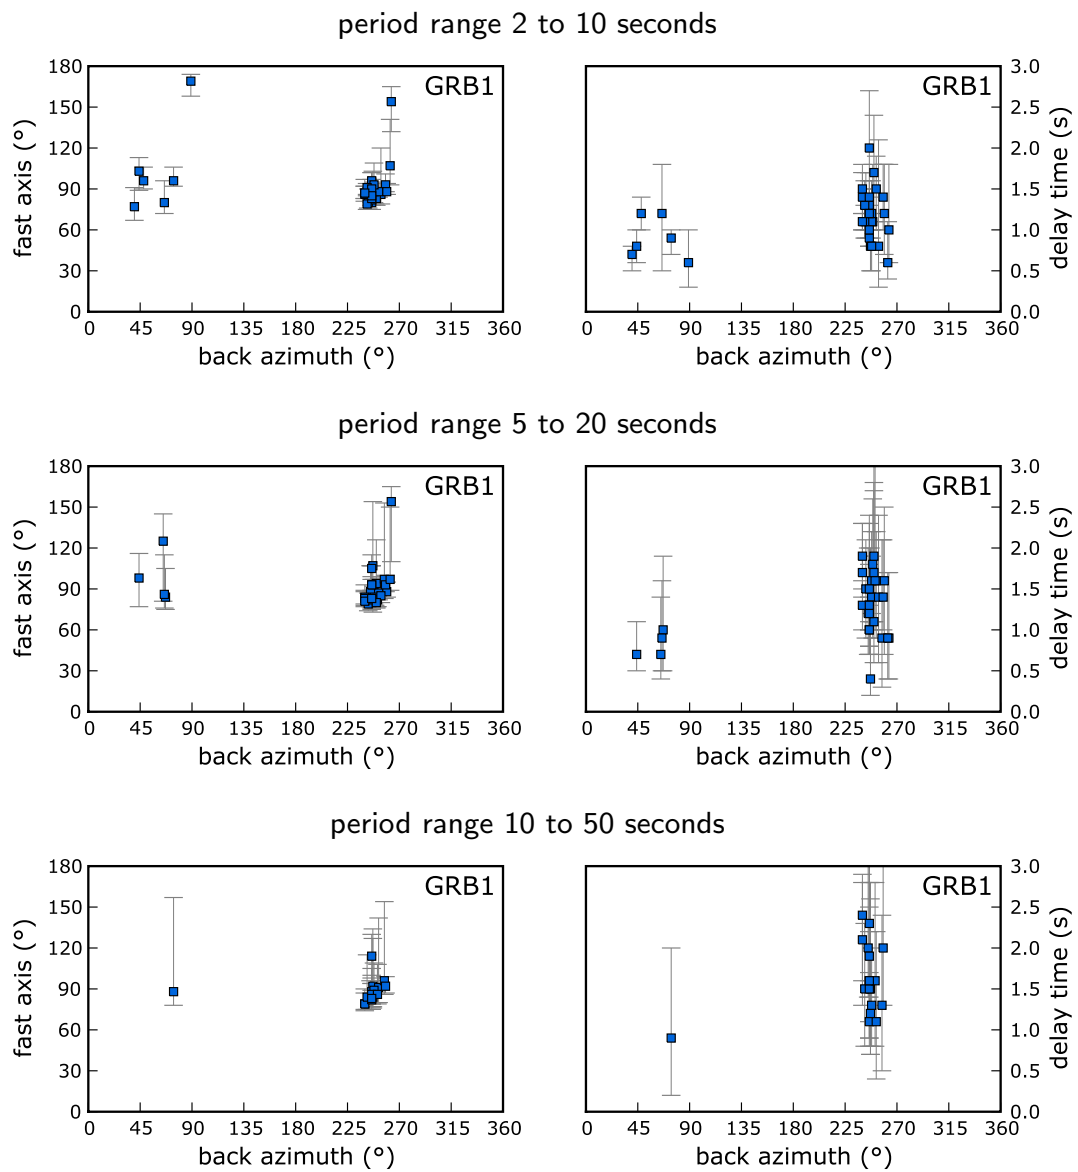 period range 2 to 10 seconds
GRB1
GRB1
fast axis (°)
0
30
60
90
120
150
180
0 45 90 135 180 225 270 315 360
back azimuth (°)
0 45 90 135 180 225 270 315 360
back azimuth (°)
0.0
0.5
1.0
1.5
2.0
2.5
3.0
delay time (s)
period range 5 to 20 seconds
GRB1
GRB1
fast axis (°)
0
30
60
90
120
150
180
0 45 90 135 180 225 270 315 360
back azimuth (°)
0 45 90 135 180 225 270 315 360
back azimuth (°)
0.0
0.5
1.0
1.5
2.0
2.5
3.0
delay time (s)
period range 10 to 50 seconds
GRB1
GRB1
fast axis (°)
0
30
60
90
120
150
180
0 45 90 135 180 225 270 315 360
back azimuth (°)
0 45 90 135 180 225 270 315 360
back azimuth (°)
0.0
0.5
1.0
1.5
2.0
2.5
3.0
delay time (s)